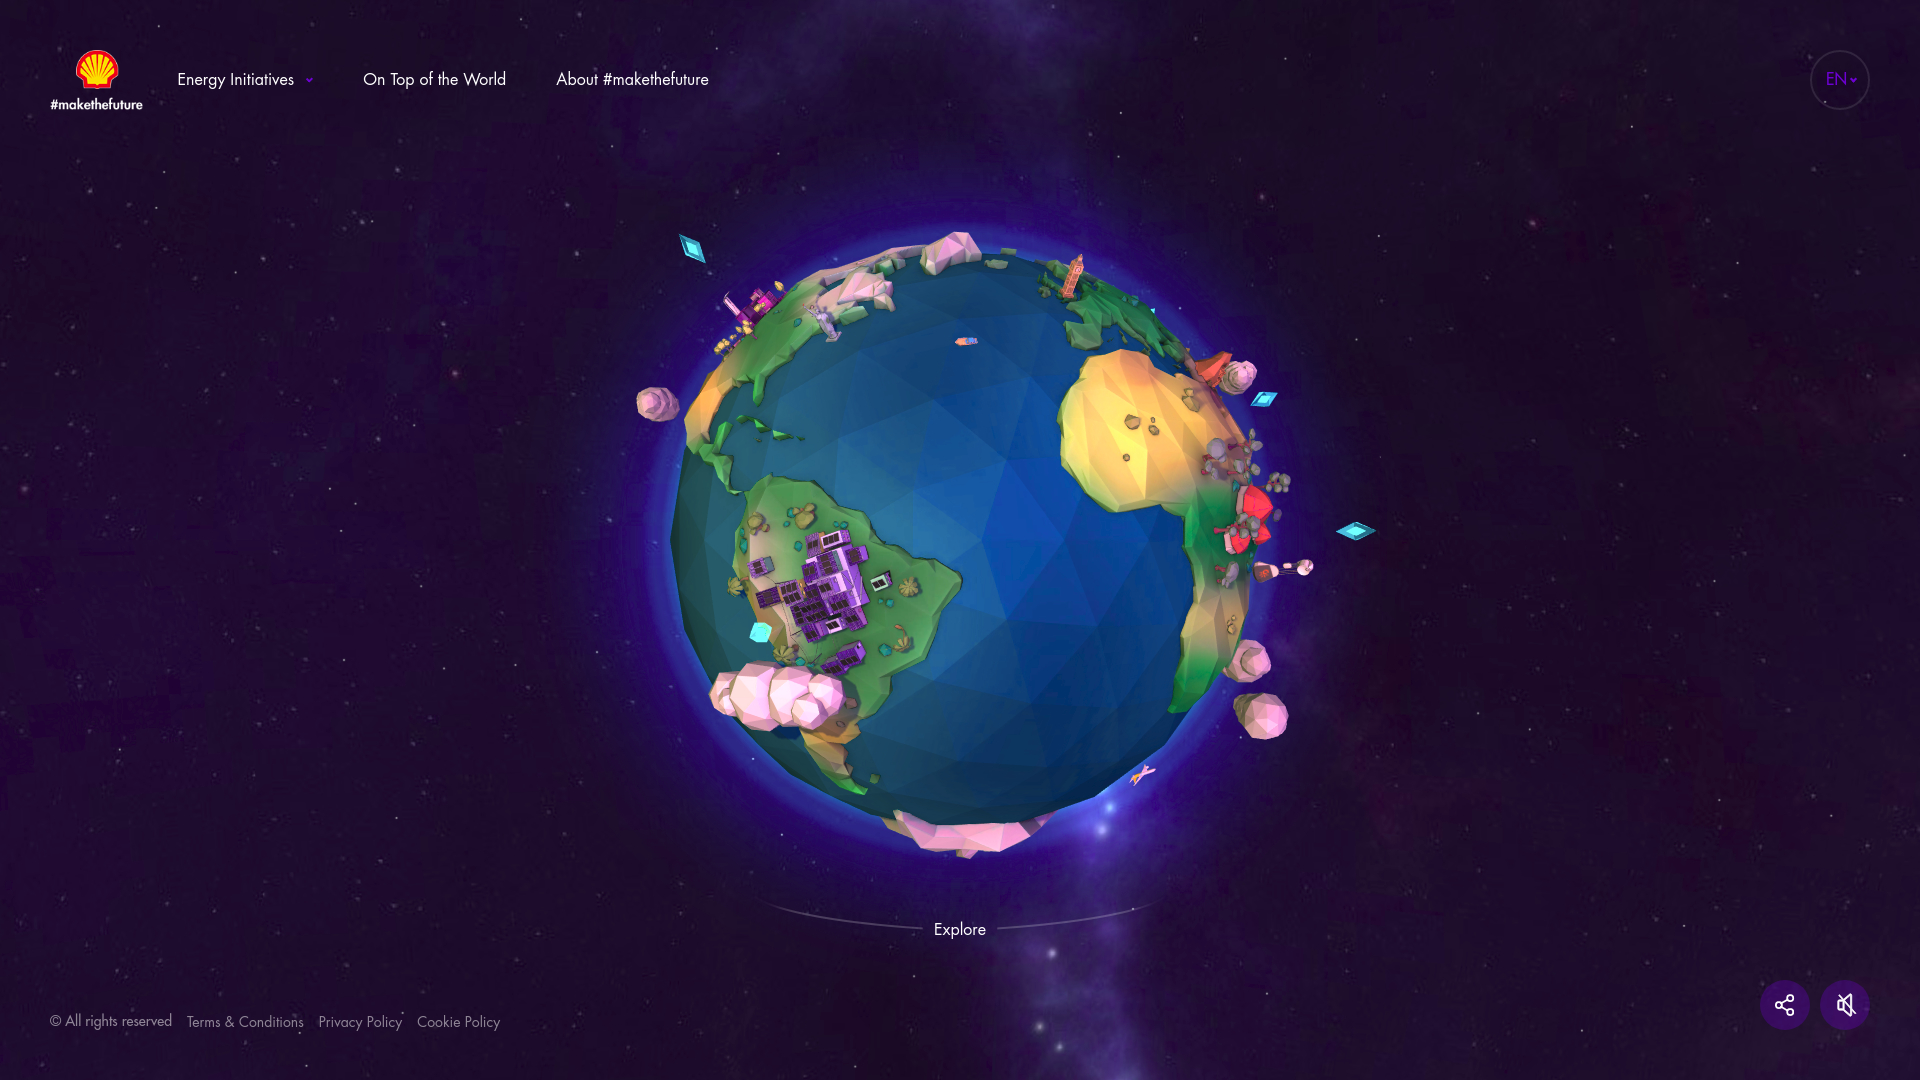 #makethefuture
Energy Initiatives
On Top of the World
About #makethefuture
EN
Explore
© All rights reserved
Terms & Conditions
Privacy Policy
Cookie Policy